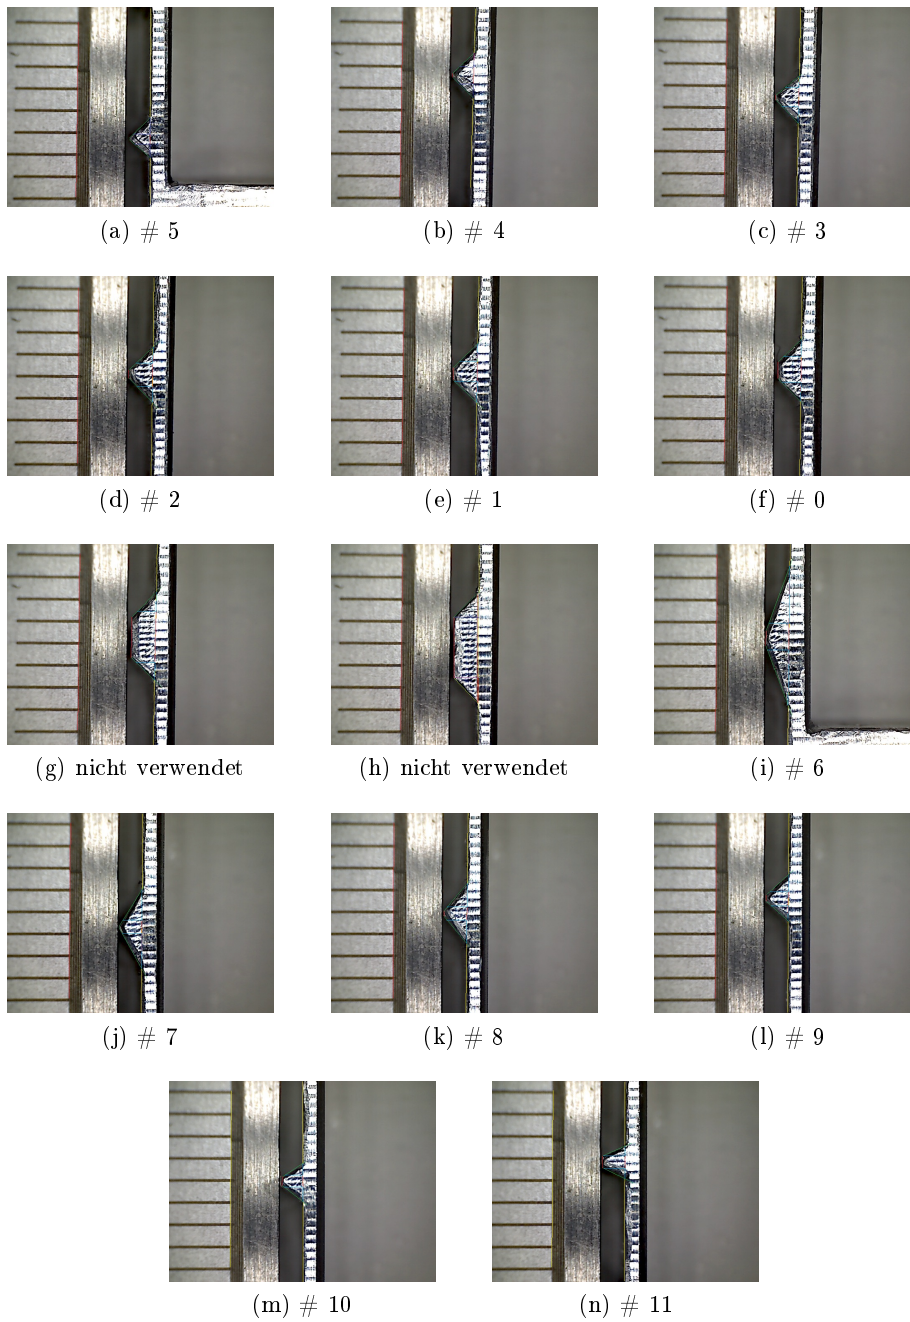 (a) # 5
(b) # 4
(c) # 3
(d) # 2
(e) # 1
(f) # 0
(g) nicht verwendet
(h) nicht verwendet
(i) # 6
(j) # 7
(k) # 8
(l) # 9
(m) # 10
(n) # 11